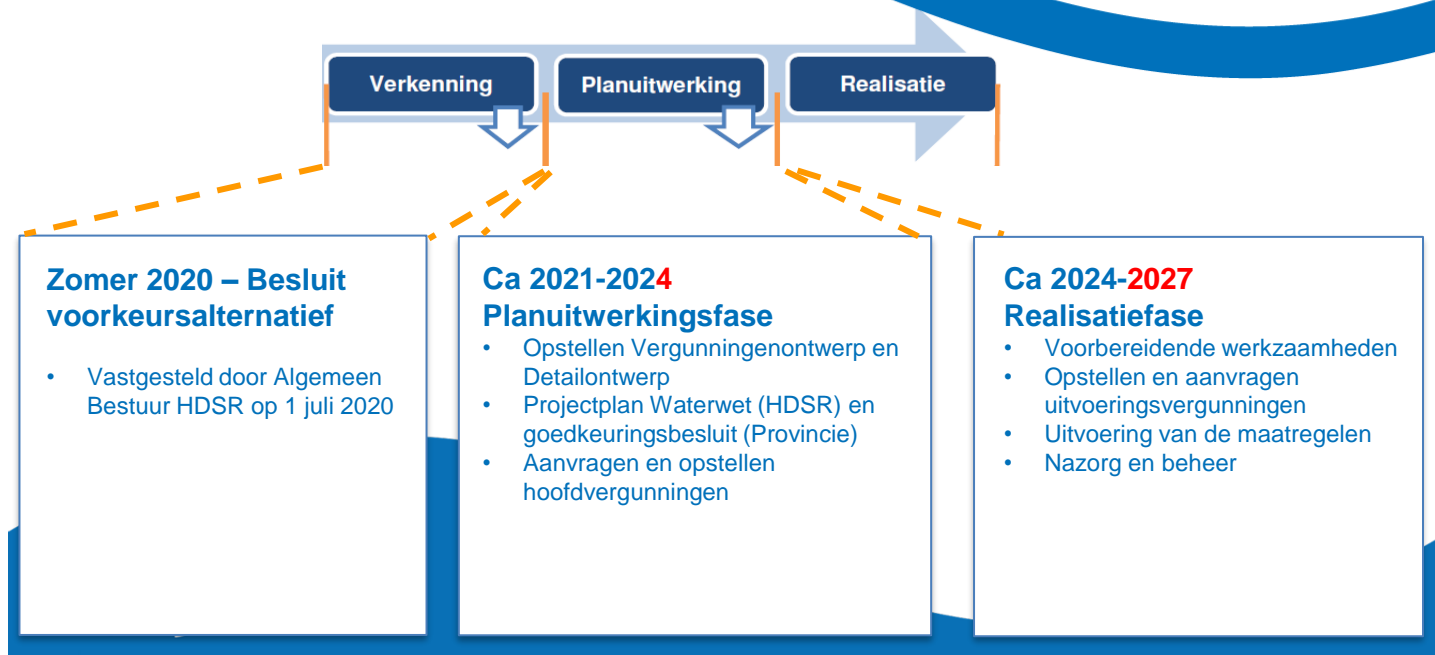 Verkenning
Planuitwerking
Realisatie
Zomer 2020 – Besluit
voorkeursalternatief
• Vastgesteld door Algemeen
Bestuur HDSR op 1 juli 2020
Ca 2021-2024
Planuitwerkingsfase
• Opstellen Vergunningenontwerp en
Detailontwerp
• Projectplan Waterwet (HDSR) en
goedkeuringsbesluit (Provincie)
• Aanvragen en opstellen
hoofdvergunningen
Ca 2024-2027
Realisatiefase
• Voorbereidende werkzaamheden
• Opstellen en aanvragen
uitvoeringsvergunningen
• Uitvoering van de maatregelen
• Nazorg en beheer